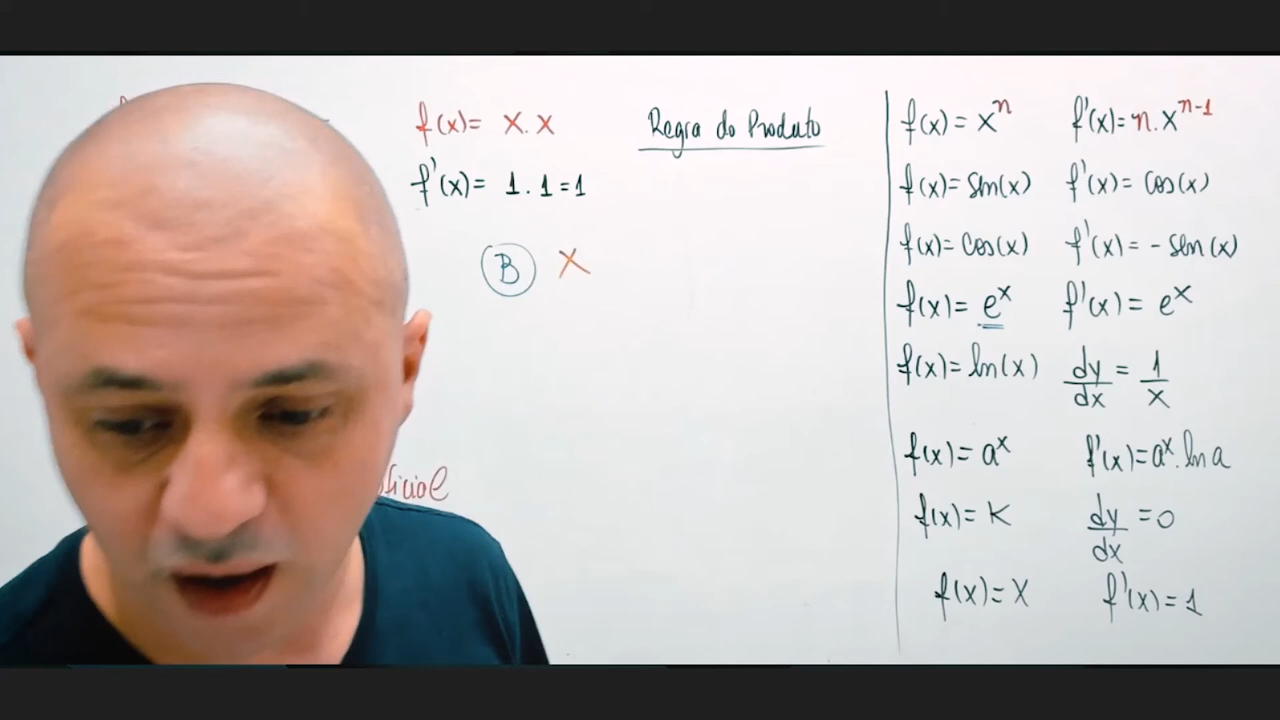 f(x) = x . x
f'(x) = 1 . 1 = 1
B X
Regra do Produto
f(x) = x^n f'(x) = n . x^{n-1}
f(x) = sen(x) f'(x) = cos(x)
f(x) = cos(x) f'(x) = - sen(x)
f(x) = e^x f'(x) = e^x
f(x) = ln(x) dy/dx = 1/x
f(x) = a^x f'(x) = a^x . ln a
f(x) = K dy/dx = 0
f(x) = x f'(x) = 1